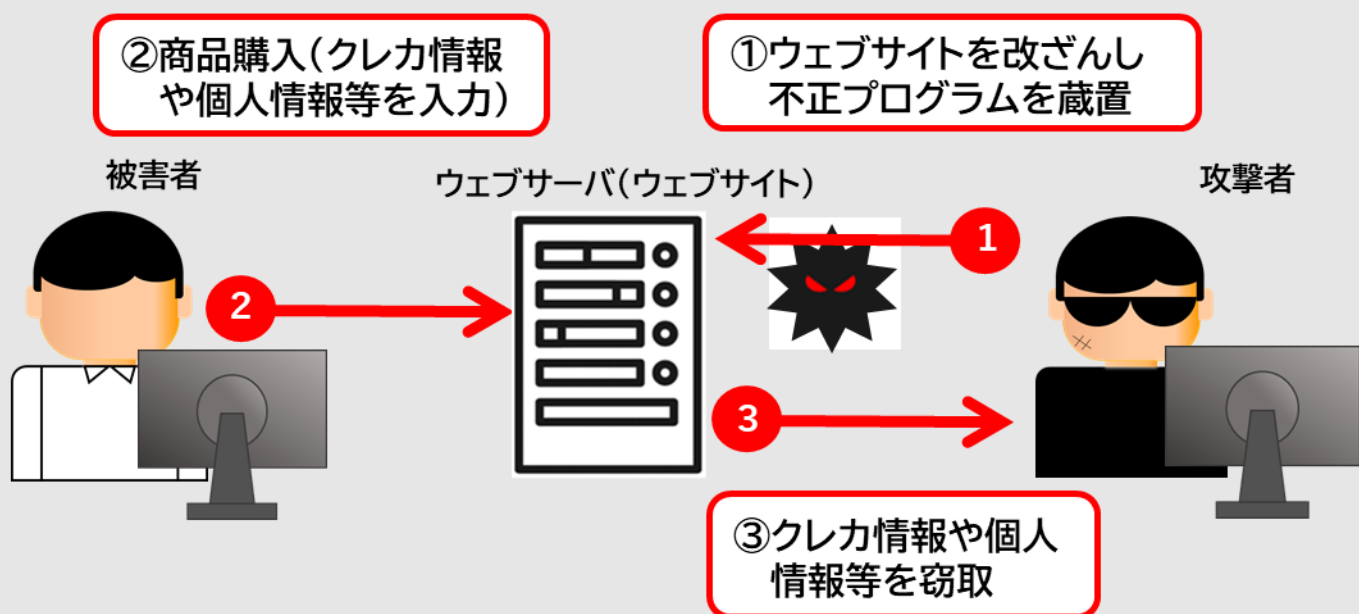 ②商品購入(クレカ情報
や個人情報等を入力)
①ウェブサイトを改ざんし
不正プログラムを蔵置
被害者
ウェブサーバ(ウェブサイト)
攻撃者
1
2
3
③クレカ情報や個人
情報等を窃取